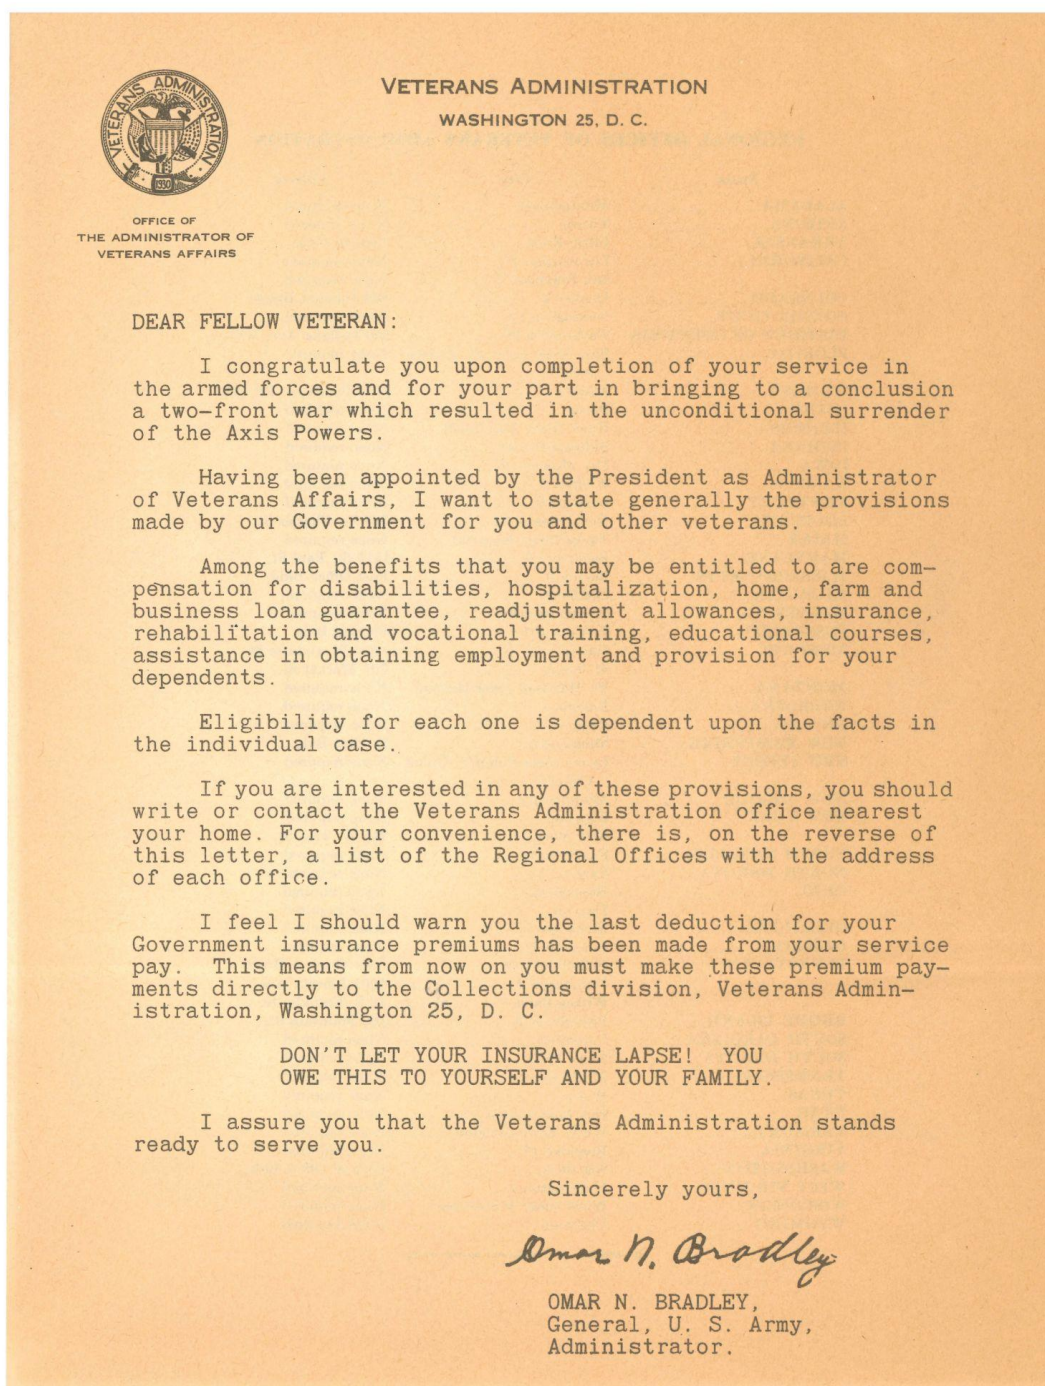 VETERANS ADMINISTRATION
WASHINGTON 25, D. C.
VETERANS ADMINISTRATION
1930
OFFICE OF
THE ADMINISTRATOR OF
VETERANS AFFAIRS
DEAR FELLOW VETERAN:
I congratulate you upon completion of your service in
the armed forces and for your part in bringing to a conclusion
a two-front war which resulted in the unconditional surrender
of the Axis Powers.
Having been appointed by the President as Administrator
of Veterans Affairs, I want to state generally the provisions
made by our Government for you and other veterans.
Among the benefits that you may be entitled to are com-
pensation for disabilities, hospitalization, home, farm and
business loan guarantee, readjustment allowances, insurance,
rehabilitation and vocational training, educational courses,
assistance in obtaining employment and provision for your
dependents.
Eligibility for each one is dependent upon the facts in
the individual case.
If you are interested in any of these provisions, you should
write or contact the Veterans Administration office nearest
your home. For your convenience, there is, on the reverse of
this letter, a list of the Regional Offices with the address
of each office.
I feel I should warn you the last deduction for your
Government insurance premiums has been made from your service
pay.  This means from now on you must make these premium pay-
ments directly to the Collections division, Veterans Admin-
istration, Washington 25, D. C.
DON'T LET YOUR INSURANCE LAPSE!  YOU
OWE THIS TO YOURSELF AND YOUR FAMILY.
I assure you that the Veterans Administration stands
ready to serve you.
Sincerely yours,
Omar N. Bradley
OMAR N. BRADLEY,
General, U. S. Army,
Administrator.